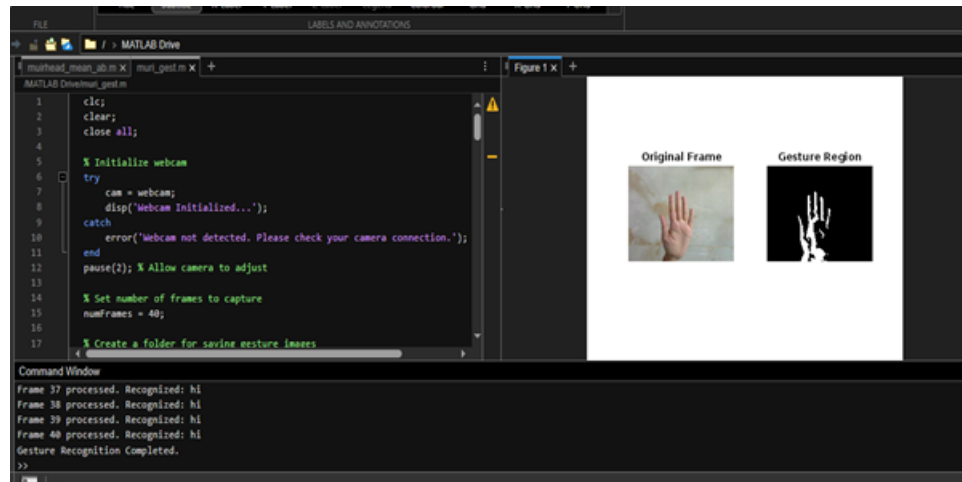 FILE
LABELS AND ANNOTATIONS
/ › MATLAB Drive
muirhead_mean_ab.m X muri_gest.m X +
/MATLAB Drive/muri_gest.m
1 clc;
2 clear;
3 close all;
4
5 % Initialize webcam
6 try
7 cam = webcam;
8 disp('Webcam Initialized...');
9 catch
10 error('Webcam not detected. Please check your camera connection.');
11 end
12 pause(2); % Allow camera to adjust
13
14 % Set number of frames to capture
15 numFrames = 40;
16
17 % Create a folder for saving gesture images
Figure 1 X +
Original Frame Gesture Region
Command Window
Frame 37 processed. Recognized: hi
Frame 38 processed. Recognized: hi
Frame 39 processed. Recognized: hi
Frame 40 processed. Recognized: hi
Gesture Recognition Completed.
>>